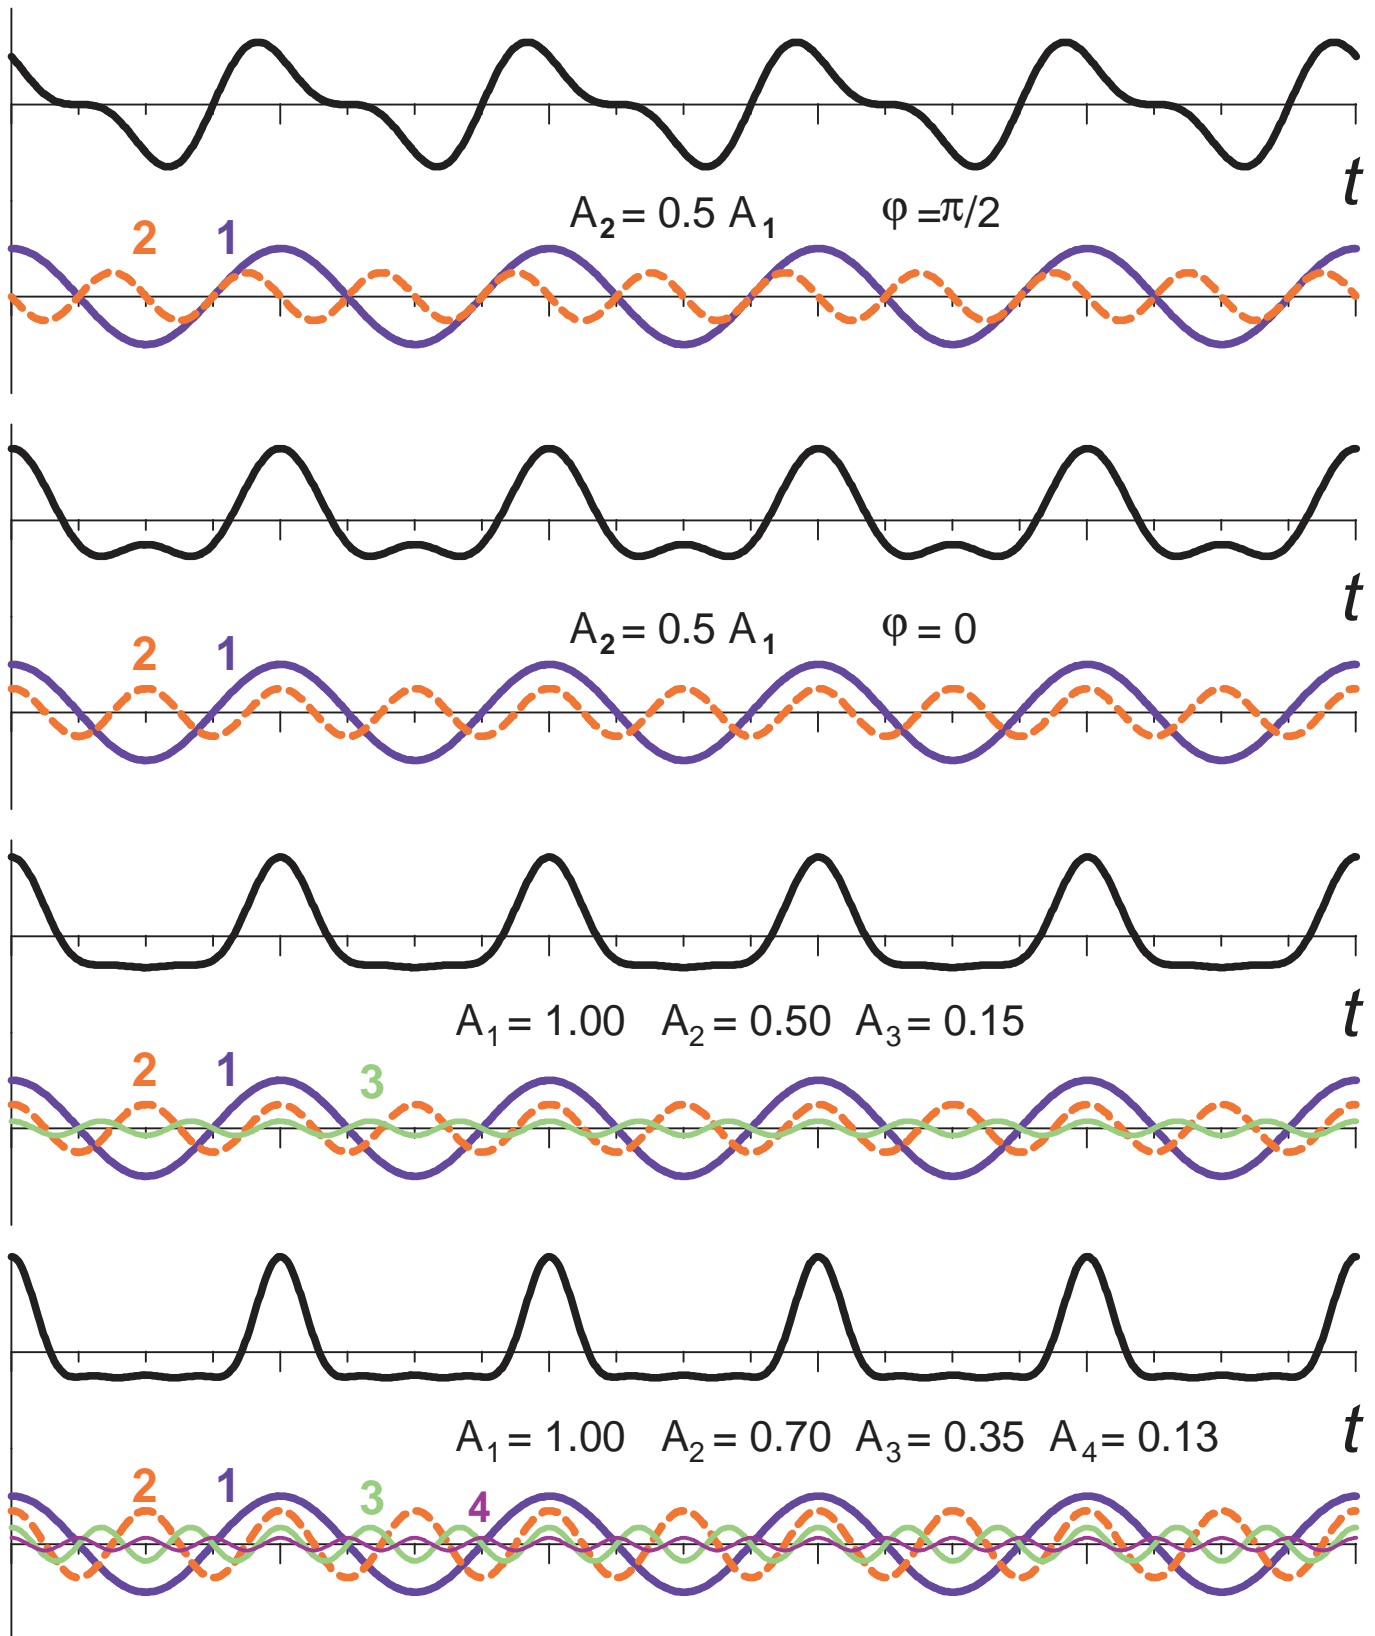 t
A₂ = 0.5 A₁ φ = π/2
2 1
t
A₂ = 0.5 A₁ φ = 0
2 1
t
A₁ = 1.00 A₂ = 0.50 A₃ = 0.15
2 1 3
t
A₁ = 1.00 A₂ = 0.70 A₃ = 0.35 A₄ = 0.13
2 1 3 4